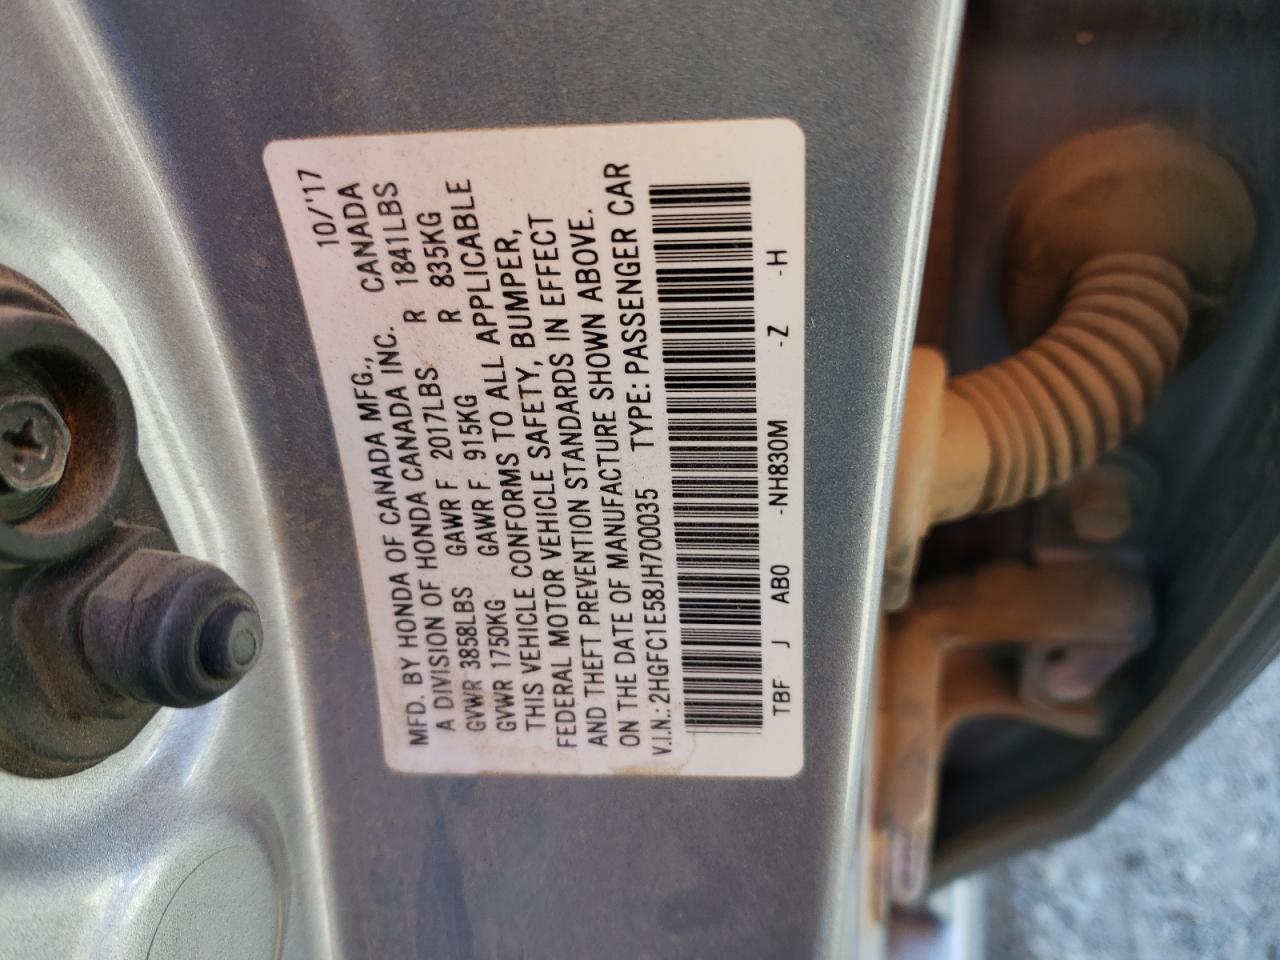 MFD. BY HONDA OF CANADA MFG., 10/'17
A DIVISION OF HONDA CANADA INC. CANADA
GVWR 3858LBS GAWR F 2017LBS R 1841LBS
GVWR 1750KG GAWR F 915KG R 835KG
THIS VEHICLE CONFORMS TO ALL APPLICABLE
FEDERAL MOTOR VEHICLE SAFETY, BUMPER,
AND THEFT PREVENTION STANDARDS IN EFFECT
ON THE DATE OF MANUFACTURE SHOWN ABOVE.
V.I.N.: 2HGFC1E58JH700035 TYPE: PASSENGER CAR
TBF J AB0 -NH830M -Z -H